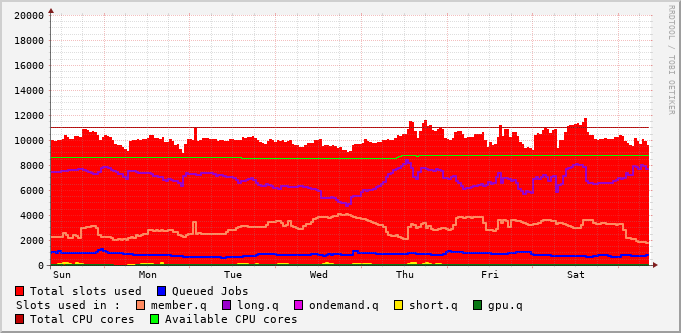 20000
18000
16000
14000
12000
10000
8000
6000
4000
2000
0
Sun Mon Tue Wed Thu Fri Sat
RRDTOOL / TOBI OETIKER
Total slots used Queued Jobs
Slots used in : member.q long.q ondemand.q short.q gpu.q
Total CPU cores Available CPU cores